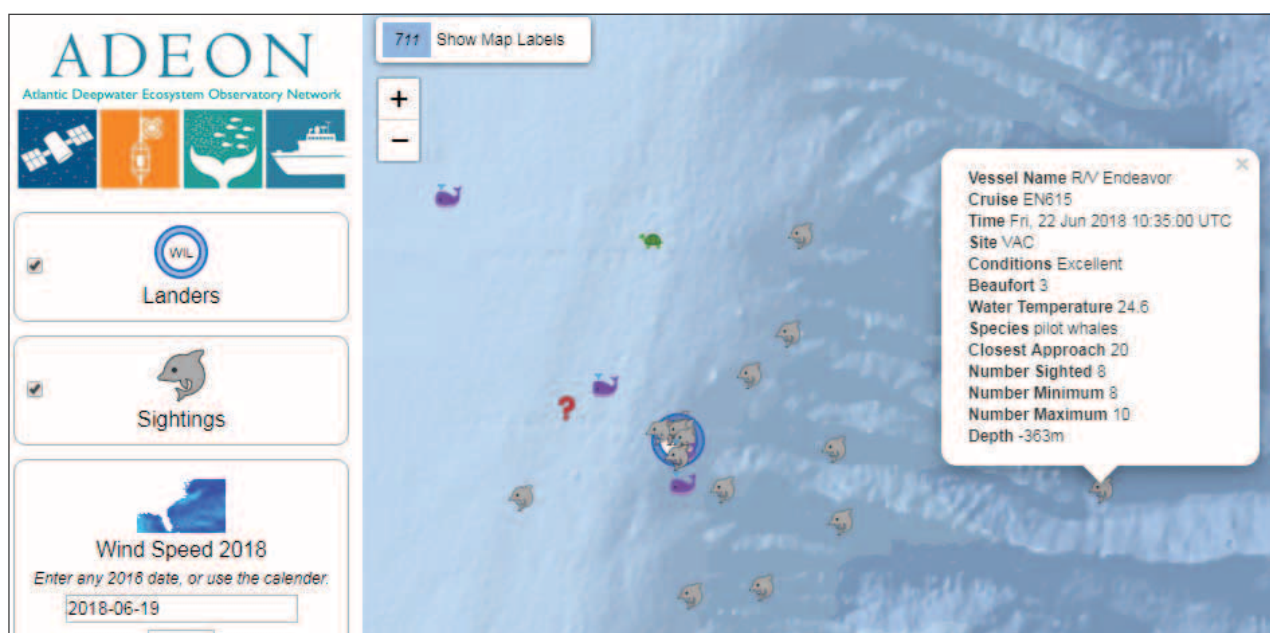 ADEON
Atlantic Deepwater Ecosystem Observatory Network
WIL
Landers
Sightings
Wind Speed 2018
Enter any 2018 date, or use the calender.
2018-06-19
711 Show Map Labels
+
−
?
×
Vessel Name R/V Endeavor
Cruise EN615
Time Fri, 22 Jun 2018 10:35:00 UTC
Site VAC
Conditions Excellent
Beaufort 3
Water Temperature 24.6
Species pilot whales
Closest Approach 20
Number Sighted 8
Number Minimum 8
Number Maximum 10
Depth -363m